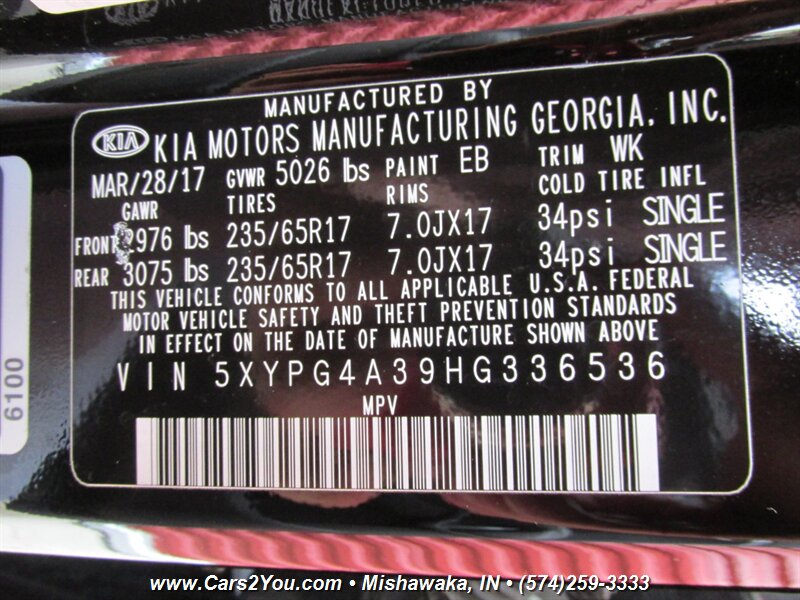 MANUFACTURED BY
KIA KIA MOTORS MANUFACTURING GEORGIA, INC.
MAR/28/17 GVWR 5026 lbs PAINT EB TRIM WK
GAWR TIRES RIMS COLD TIRE INFL
FRONT 976 lbs 235/65R17 7.0JX17 34psi SINGLE
REAR 3075 lbs 235/65R17 7.0JX17 34psi SINGLE
THIS VEHICLE CONFORMS TO ALL APPLICABLE U.S.A. FEDERAL
MOTOR VEHICLE SAFETY AND THEFT PREVENTION STANDARDS
IN EFFECT ON THE DATE OF MANUFACTURE SHOWN ABOVE
VIN 5XYPG4A39HG336536
MPV
6100
www.Cars2You.com • Mishawaka, IN • (574)259-3333